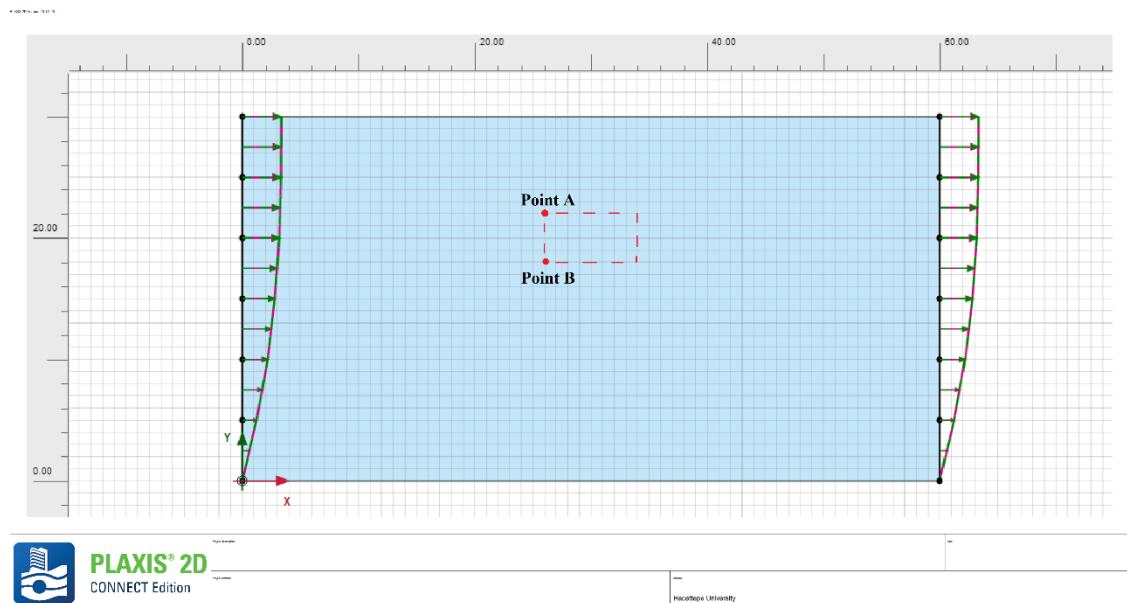 0.00
20.00
40.00
60.00
20.00
0.00
Point A
Point B
Y
X
PLAXIS® 2D
CONNECT Edition
Hacettepe University